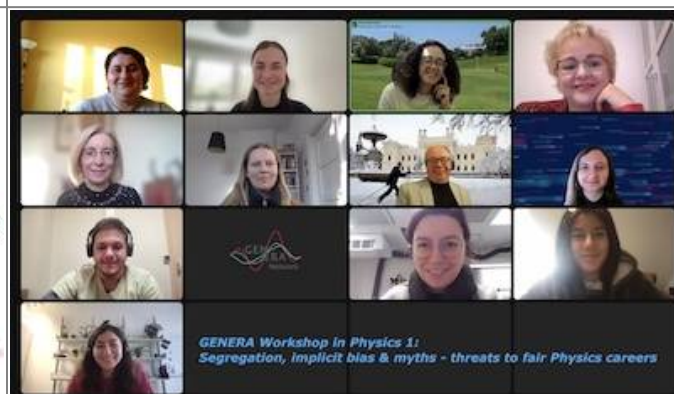 GENERA
Network
GENERA Workshop in Physics 1:
Segregation, implicit bias & myths - threats to fair Physics careers